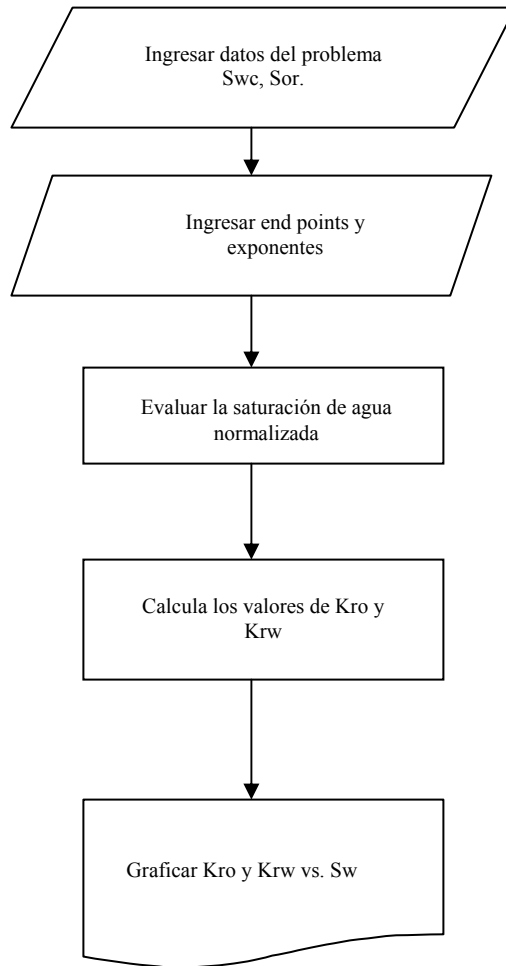 Ingresar datos del problema
Swc, Sor.
Ingresar end points y
exponentes
Evaluar la saturación de agua
normalizada
Calcula los valores de Kro y
Krw
Graficar Kro y Krw vs. Sw